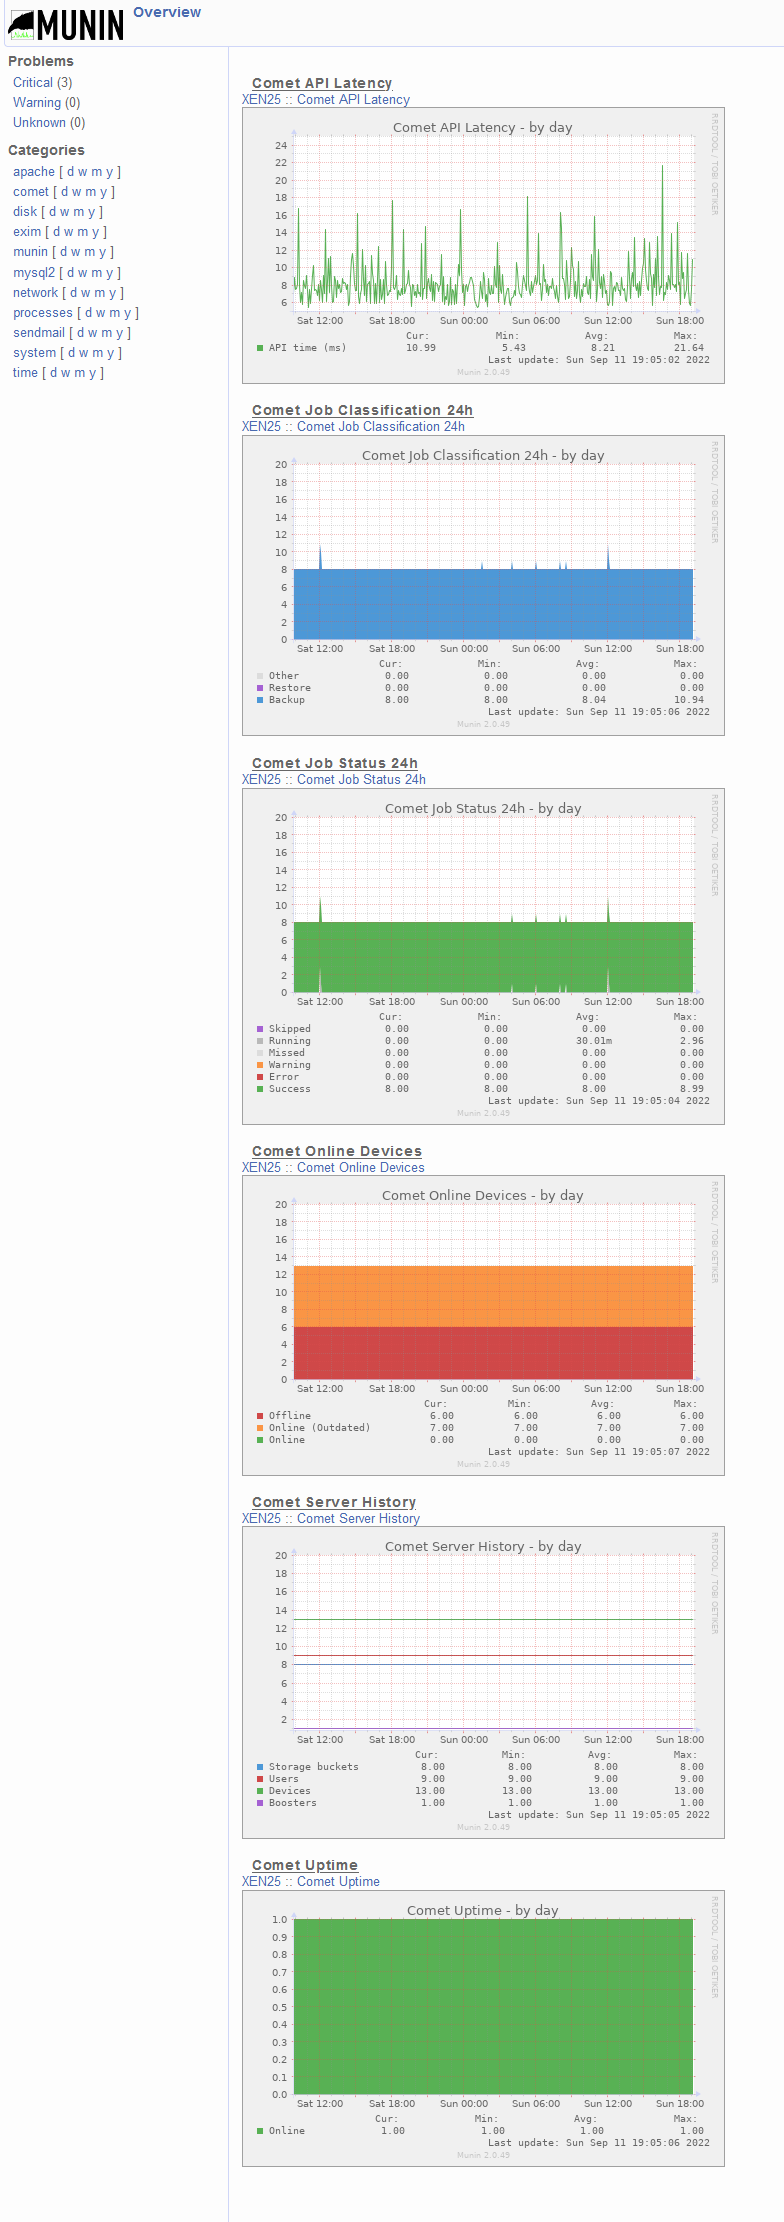 MUNIN Overview
Problems
Critical (3)
Warning (0)
Unknown (0)
Categories
apache [ d w m y ]
comet [ d w m y ]
disk [ d w m y ]
exim [ d w m y ]
munin [ d w m y ]
mysql2 [ d w m y ]
network [ d w m y ]
processes [ d w m y ]
sendmail [ d w m y ]
system [ d w m y ]
time [ d w m y ]
Comet API Latency
XEN25 :: Comet API Latency
Comet API Latency - by day
RRDTOOL / TOBI OETIKER
24
22
20
18
16
14
12
10
8
6
Sat 12:00 Sat 18:00 Sun 00:00 Sun 06:00 Sun 12:00 Sun 18:00
Cur: Min: Avg: Max:
API time (ms) 10.99 5.43 8.21 21.64
Last update: Sun Sep 11 19:05:02 2022
Munin 2.0.49
Comet Job Classification 24h
XEN25 :: Comet Job Classification 24h
Comet Job Classification 24h - by day
RRDTOOL / TOBI OETIKER
20
18
16
14
12
10
8
6
4
2
0
Sat 12:00 Sat 18:00 Sun 00:00 Sun 06:00 Sun 12:00 Sun 18:00
Cur: Min: Avg: Max:
Other 0.00 0.00 0.00 0.00
Restore 0.00 0.00 0.00 0.00
Backup 8.00 8.00 8.04 10.94
Last update: Sun Sep 11 19:05:06 2022
Munin 2.0.49
Comet Job Status 24h
XEN25 :: Comet Job Status 24h
Comet Job Status 24h - by day
RRDTOOL / TOBI OETIKER
20
18
16
14
12
10
8
6
4
2
0
Sat 12:00 Sat 18:00 Sun 00:00 Sun 06:00 Sun 12:00 Sun 18:00
Cur: Min: Avg: Max:
Skipped 0.00 0.00 0.00 0.00
Running 0.00 0.00 30.01m 2.96
Missed 0.00 0.00 0.00 0.00
Warning 0.00 0.00 0.00 0.00
Error 0.00 0.00 0.00 0.00
Success 8.00 8.00 8.00 8.99
Last update: Sun Sep 11 19:05:04 2022
Munin 2.0.49
Comet Online Devices
XEN25 :: Comet Online Devices
Comet Online Devices - by day
RRDTOOL / TOBI OETIKER
20
18
16
14
12
10
8
6
4
2
0
Sat 12:00 Sat 18:00 Sun 00:00 Sun 06:00 Sun 12:00 Sun 18:00
Cur: Min: Avg: Max:
Offline 6.00 6.00 6.00 6.00
Online (Outdated) 7.00 7.00 7.00 7.00
Online 0.00 0.00 0.00 0.00
Last update: Sun Sep 11 19:05:07 2022
Munin 2.0.49
Comet Server History
XEN25 :: Comet Server History
Comet Server History - by day
RRDTOOL / TOBI OETIKER
20
18
16
14
12
10
8
6
4
2
Sat 12:00 Sat 18:00 Sun 00:00 Sun 06:00 Sun 12:00 Sun 18:00
Cur: Min: Avg: Max:
Storage buckets 8.00 8.00 8.00 8.00
Users 9.00 9.00 9.00 9.00
Devices 13.00 13.00 13.00 13.00
Boosters 1.00 1.00 1.00 1.00
Last update: Sun Sep 11 19:05:05 2022
Munin 2.0.49
Comet Uptime
XEN25 :: Comet Uptime
Comet Uptime - by day
RRDTOOL / TOBI OETIKER
1.0
0.9
0.8
0.7
0.6
0.5
0.4
0.3
0.2
0.1
0.0
Sat 12:00 Sat 18:00 Sun 00:00 Sun 06:00 Sun 12:00 Sun 18:00
Cur: Min: Avg: Max:
Online 1.00 1.00 1.00 1.00
Last update: Sun Sep 11 19:05:06 2022
Munin 2.0.49